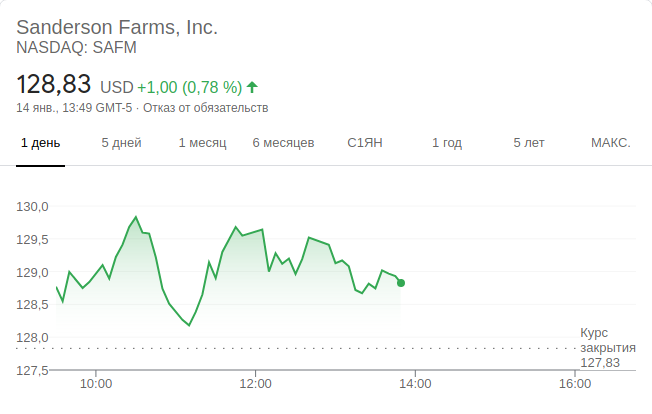 Sanderson Farms, Inc.
NASDAQ: SAFM
128,83 USD +1,00 (0,78 %)
14 янв., 13:49 GMT-5 · Отказ от обязательств
1 день 5 дней 1 месяц 6 месяцев С1ЯН 1 год 5 лет МАКС.
130,0
129,5
129,0
128,5
128,0
127,5
Курс
закрытия
127,83
10:00 12:00 14:00 16:00